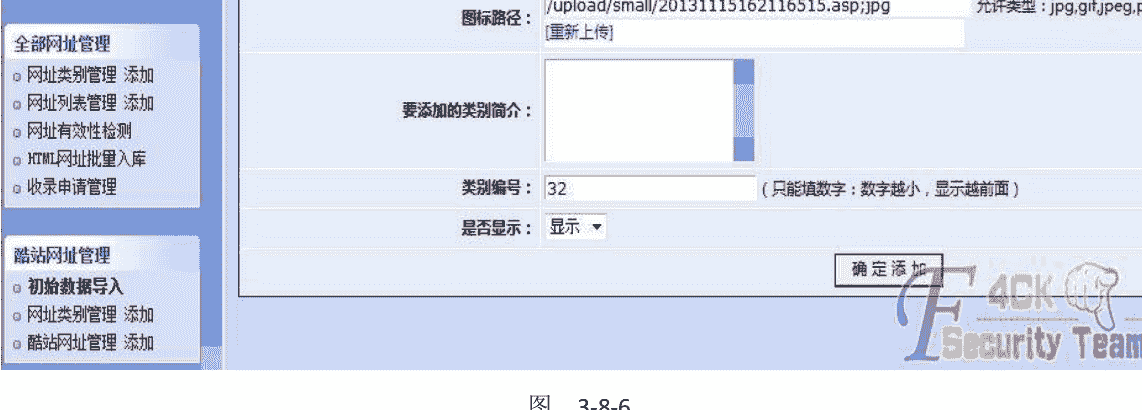 图标路径：
/upload/small/20131115162116515.asp;jpg
允许类型：jpg,gif,jpeg,p
[重新上传]
全部网址管理
网址类别管理 添加
网址列表管理 添加
网址有效性检测
HTML网址批量入库
收录申请管理
要添加的类别简介：
类别编号：
32
(只能填数字：数字越小，显示越前面)
是否显示：
显示
确定添加
酷站网址管理
初始数据导入
网址类别管理 添加
酷站网址管理 添加
F4CK
Security Team
图 3-8-6